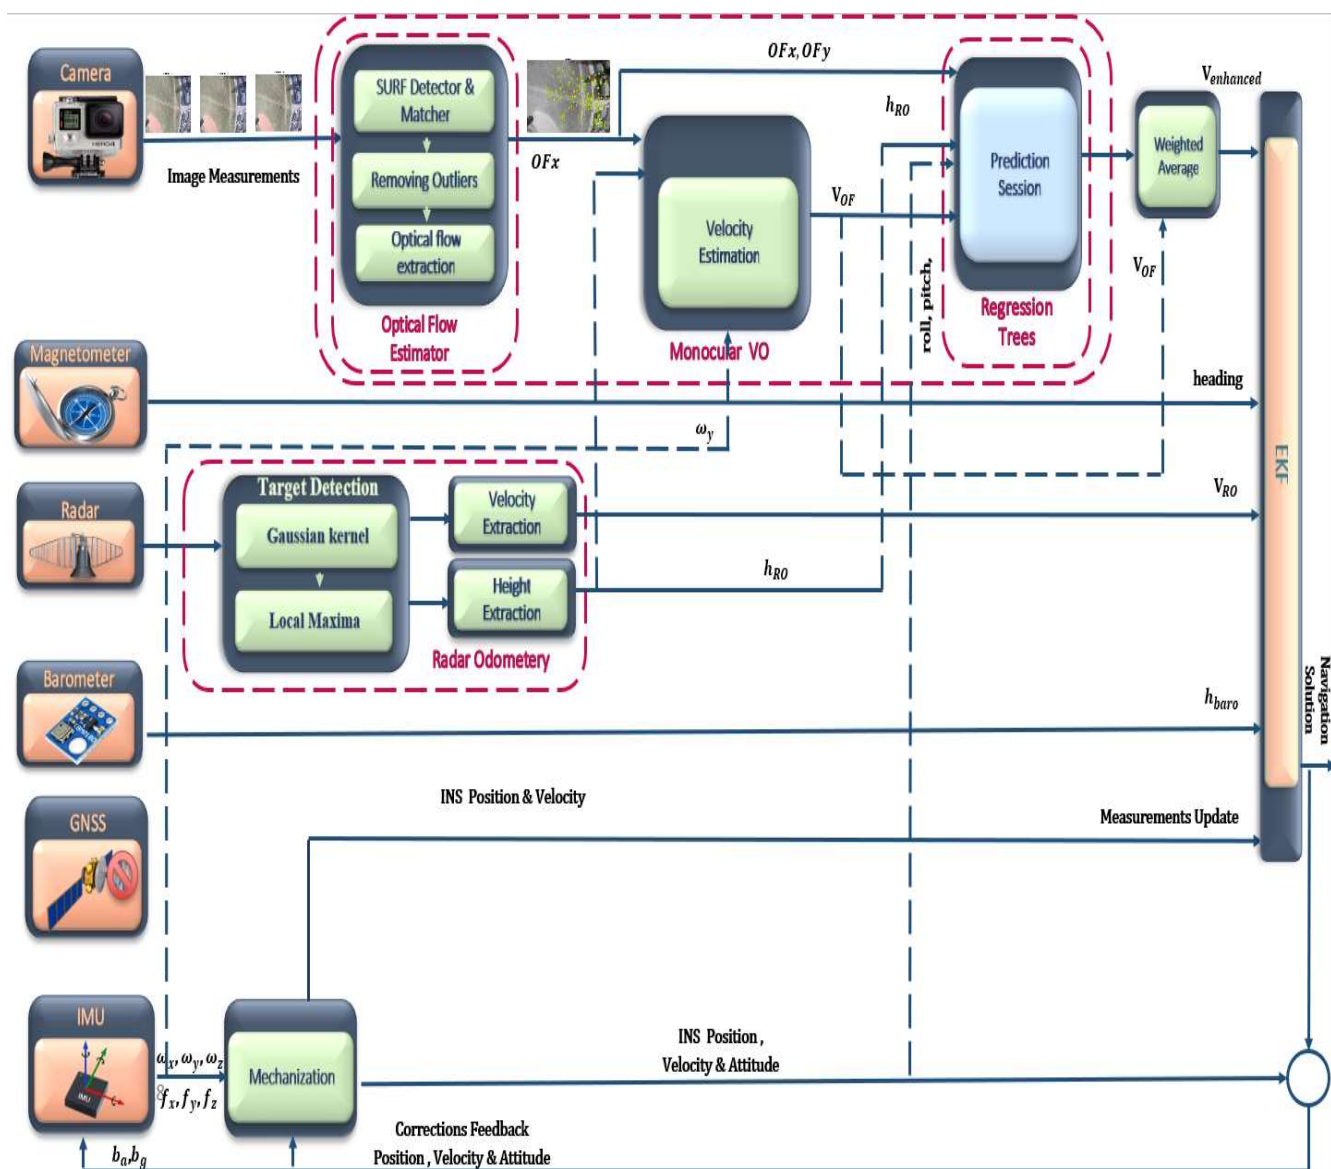 Camera
Image Measurements
SURF Detector &
Matcher
Removing Outliers
Optical flow
extraction
Optical Flow
Estimator
OFx
OFx, OFy
Velocity
Estimation
Monocular VO
V_OF
h_RO
roll, pitch,
Prediction
Session
Regression
Trees
Weighted
Average
V_enhanced
V_OF
EKF
Magnetometer
heading
ω_y
Radar
Target Detection
Gaussian kernel
Local Maxima
Velocity
Extraction
Height
Extraction
Radar Odometery
V_RO
h_RO
Barometer
h_baro
Navigation
Solution
GNSS
INS Position & Velocity
Measurements Update
IMU
IMU
ω_x, ω_y, ω_z
&
f_x, f_y, f_z
Mechanization
INS Position ,
Velocity & Attitude
Corrections Feedback
Position , Velocity & Attitude
b_a,b_g